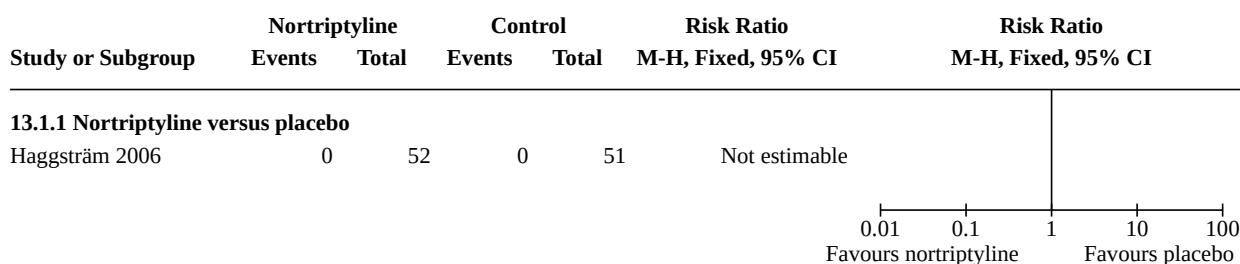 Nortriptyline Control Risk Ratio Risk Ratio
Study or Subgroup Events Total Events Total M-H, Fixed, 95% CI M-H, Fixed, 95% CI
13.1.1 Nortriptyline versus placebo
Haggsträm 2006 0 52 0 51 Not estimable
0.01 0.1 1 10 100
Favours nortriptyline Favours placebo